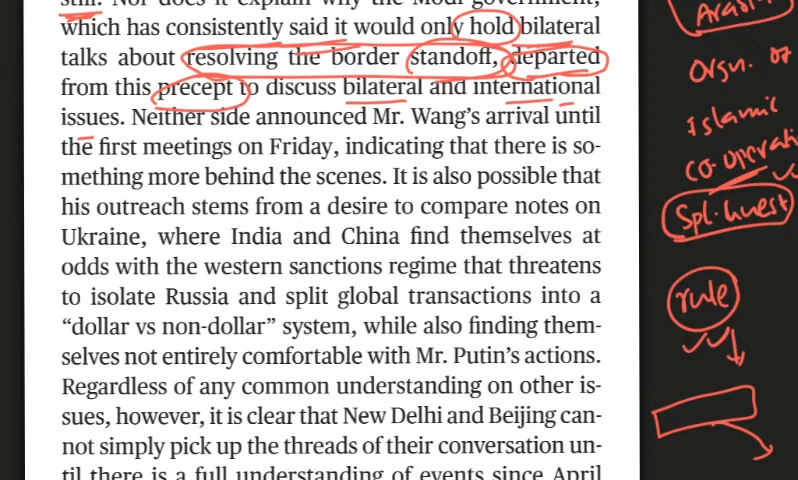 still. Nor does it explain why the Modi government,
which has consistently said it would only hold bilateral
talks about resolving the border standoff, departed
from this precept to discuss bilateral and international
issues. Neither side announced Mr. Wang's arrival until
the first meetings on Friday, indicating that there is so-
mething more behind the scenes. It is also possible that
his outreach stems from a desire to compare notes on
Ukraine, where India and China find themselves at
odds with the western sanctions regime that threatens
to isolate Russia and split global transactions into a
“dollar vs non-dollar” system, while also finding them-
selves not entirely comfortable with Mr. Putin's actions.
Regardless of any common understanding on other is-
sues, however, it is clear that New Delhi and Beijing can-
not simply pick up the threads of their conversation un-
til there is a full understanding of events since April
Orgn. of
Islamic
Co-operati
Spl. Guest
rule